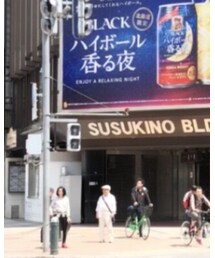 BLACK
ハイボール
香る夜
ENJOY A RELAXING NIGHT
SUSUKINO BLD